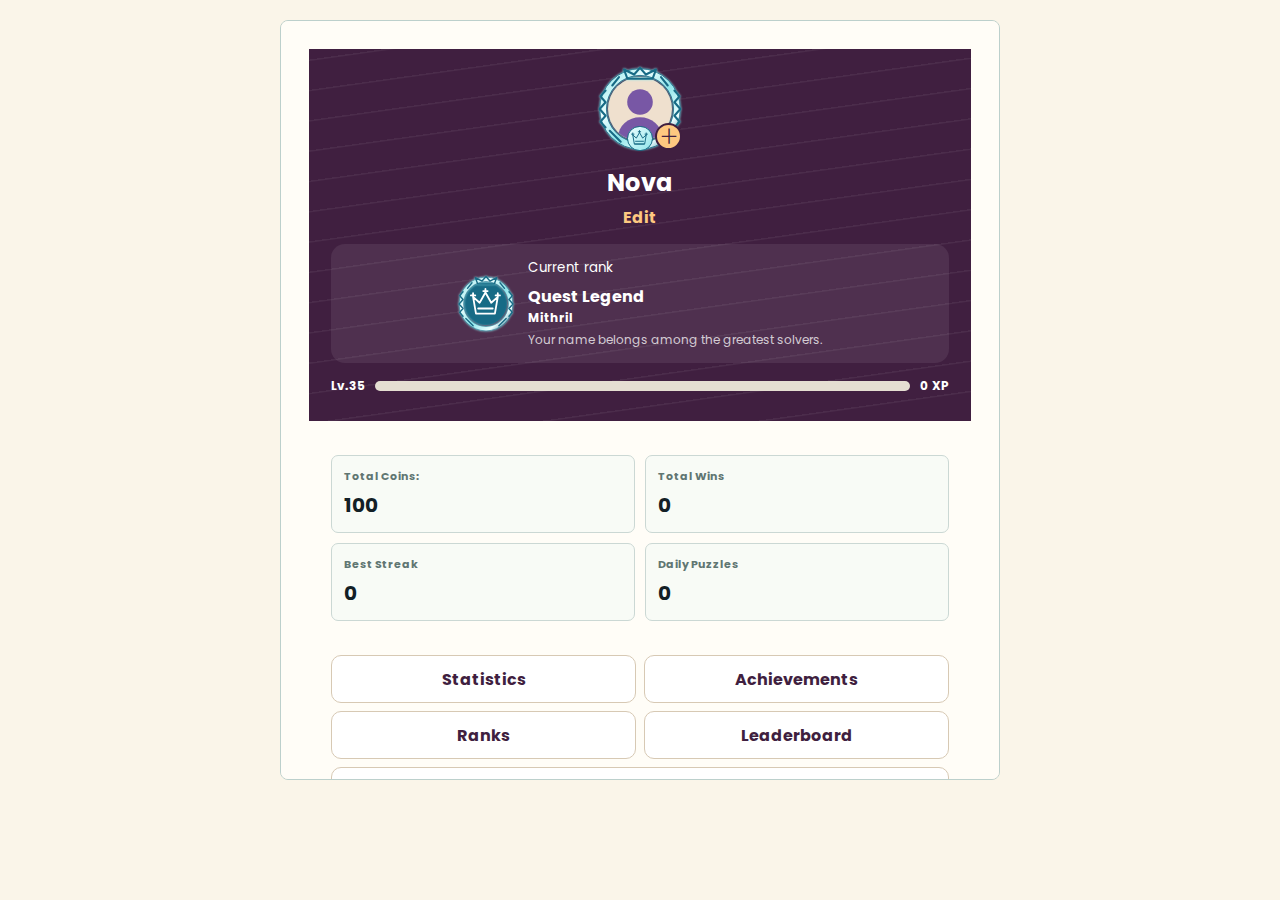 Nova
Edit
Current rank
Quest Legend
Mithril
Your name belongs among the greatest solvers.
Lv.35
0 XP
Total Coins:
100
Total Wins
0
Best Streak
0
Daily Puzzles
0
Statistics
Achievements
Ranks
Leaderboard